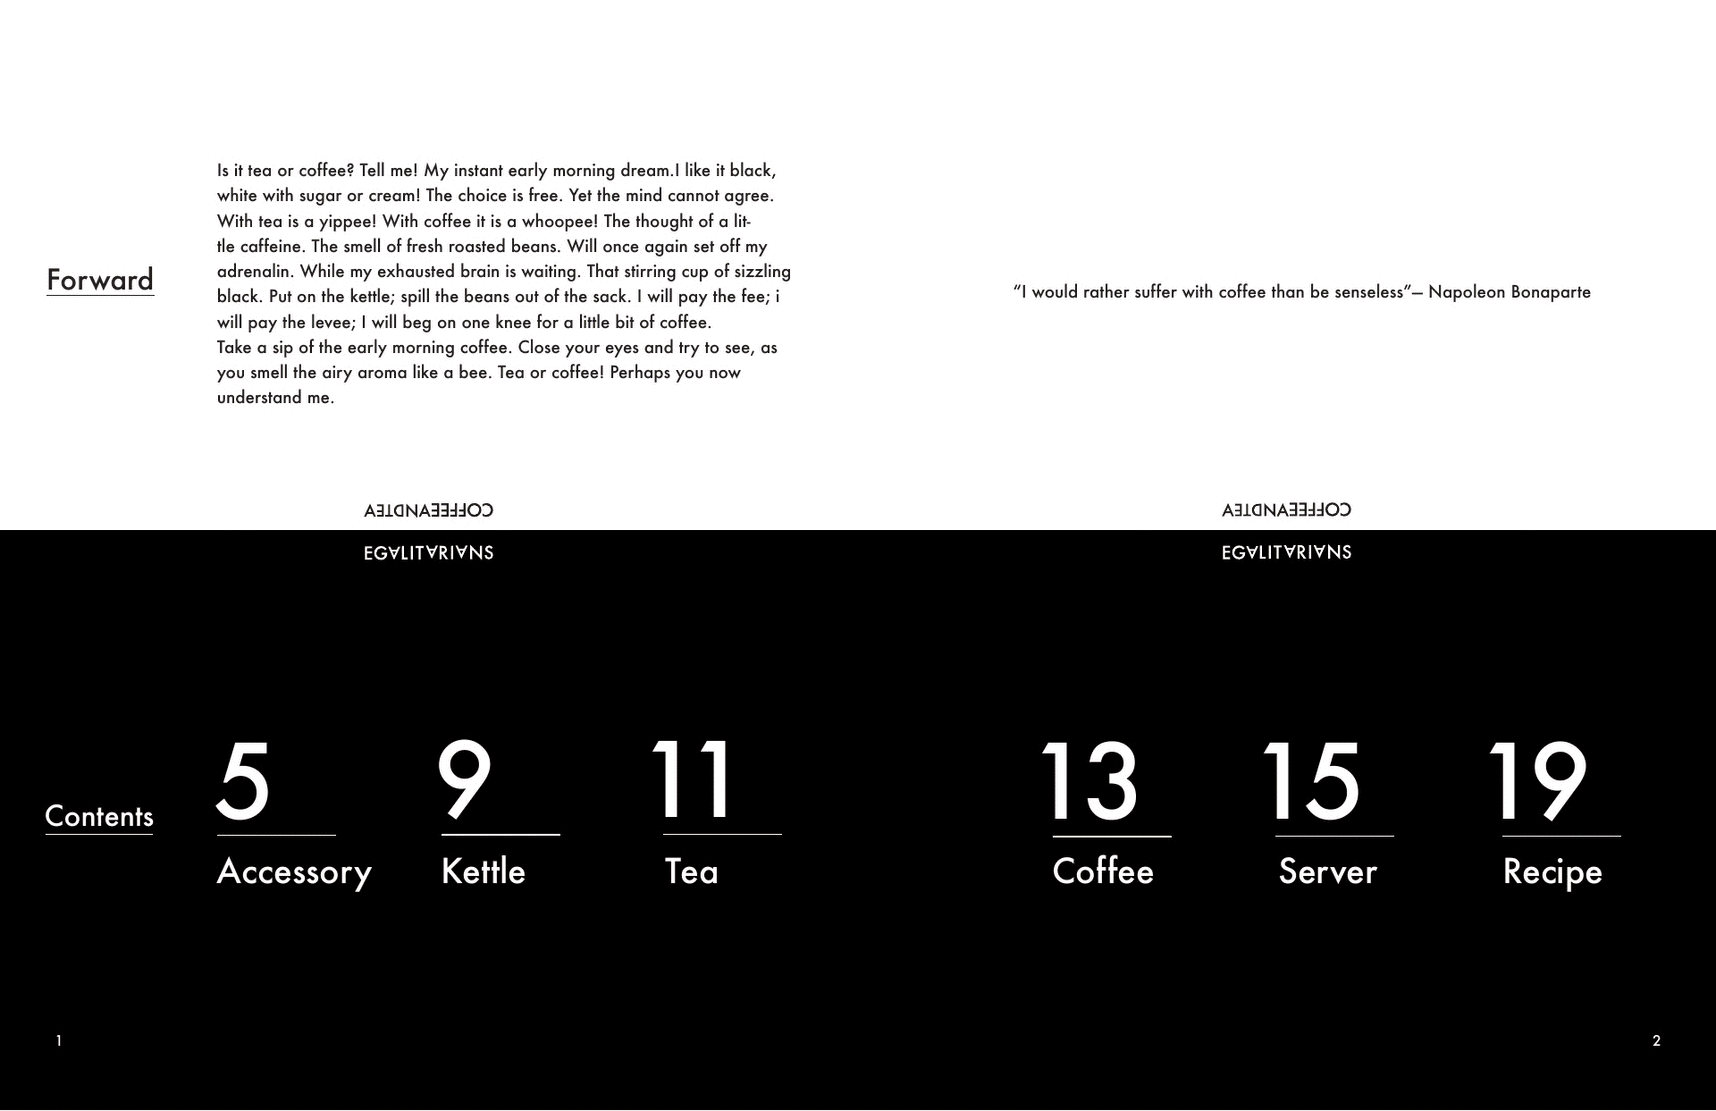 Forward
Is it tea or coffee? Tell me! My instant early morning dream.I like it black,
white with sugar or cream! The choice is free. Yet the mind cannot agree.
With tea is a yippee! With coffee it is a whoopee! The thought of a lit-
tle caffeine. The smell of fresh roasted beans. Will once again set off my
adrenalin. While my exhausted brain is waiting. That stirring cup of sizzling
black. Put on the kettle; spill the beans out of the sack. I will pay the fee; i
will pay the levee; I will beg on one knee for a little bit of coffee.
Take a sip of the early morning coffee. Close your eyes and try to see, as
you smell the airy aroma like a bee. Tea or coffee! Perhaps you now
understand me.
“I would rather suffer with coffee than be senseless”— Napoleon Bonaparte
COFFEEANDTEA
EGALITARIANS
COFFEEANDTEA
EGALITARIANS
Contents
5
Accessory
9
Kettle
11
Tea
13
Coffee
15
Server
19
Recipe
1
2